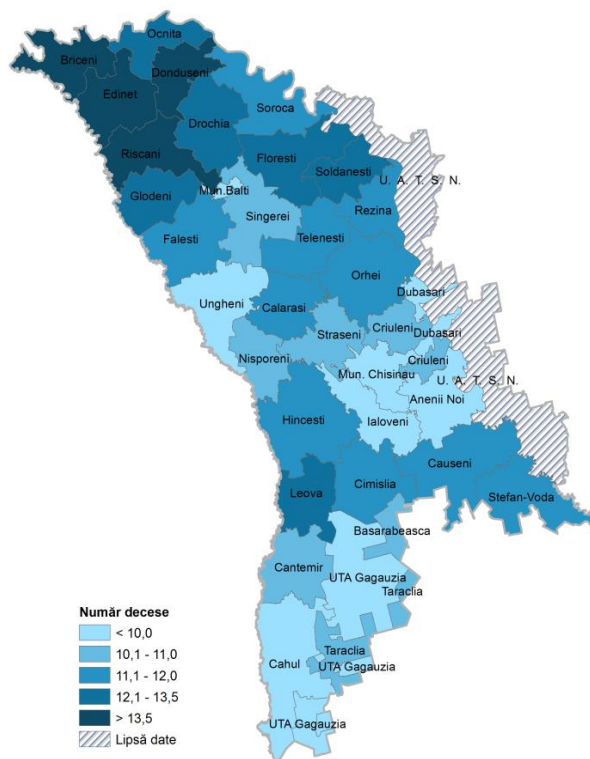 Ocnita
Briceni
Donduseni
Edinet
Soroca
Drochia
Riscani
Floresti
Soldanesti
U. A. T. S. N.
Mun.Balti
Glodeni
Singerei
Rezina
Falesti
Telenesti
Orhei
Dubasari
Ungheni
Calarasi
Straseni
Criuleni
Dubasari
Nisporeni
Mun. Chisinau
Criuleni
U. A. T. S. N.
Anenii Noi
Hincesti
Ialoveni
Causeni
Cimislia
Leova
Stefan-Voda
Basarabeasca
Cantemir
UTA Gagauzia
Taraclia
Taraclia
Cahul
UTA Gagauzia
UTA Gagauzia
Număr decese
< 10,0
10,1 - 11,0
11,1 - 12,0
12,1 - 13,5
> 13,5
Lipsă date